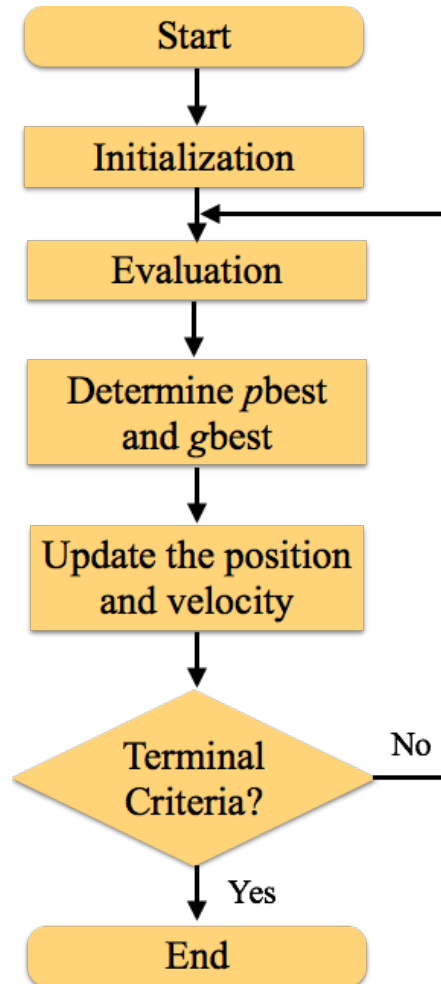 Start
Initialization
Evaluation
Determine pbest
and gbest
Update the position
and velocity
Terminal
Criteria?
No
Yes
End